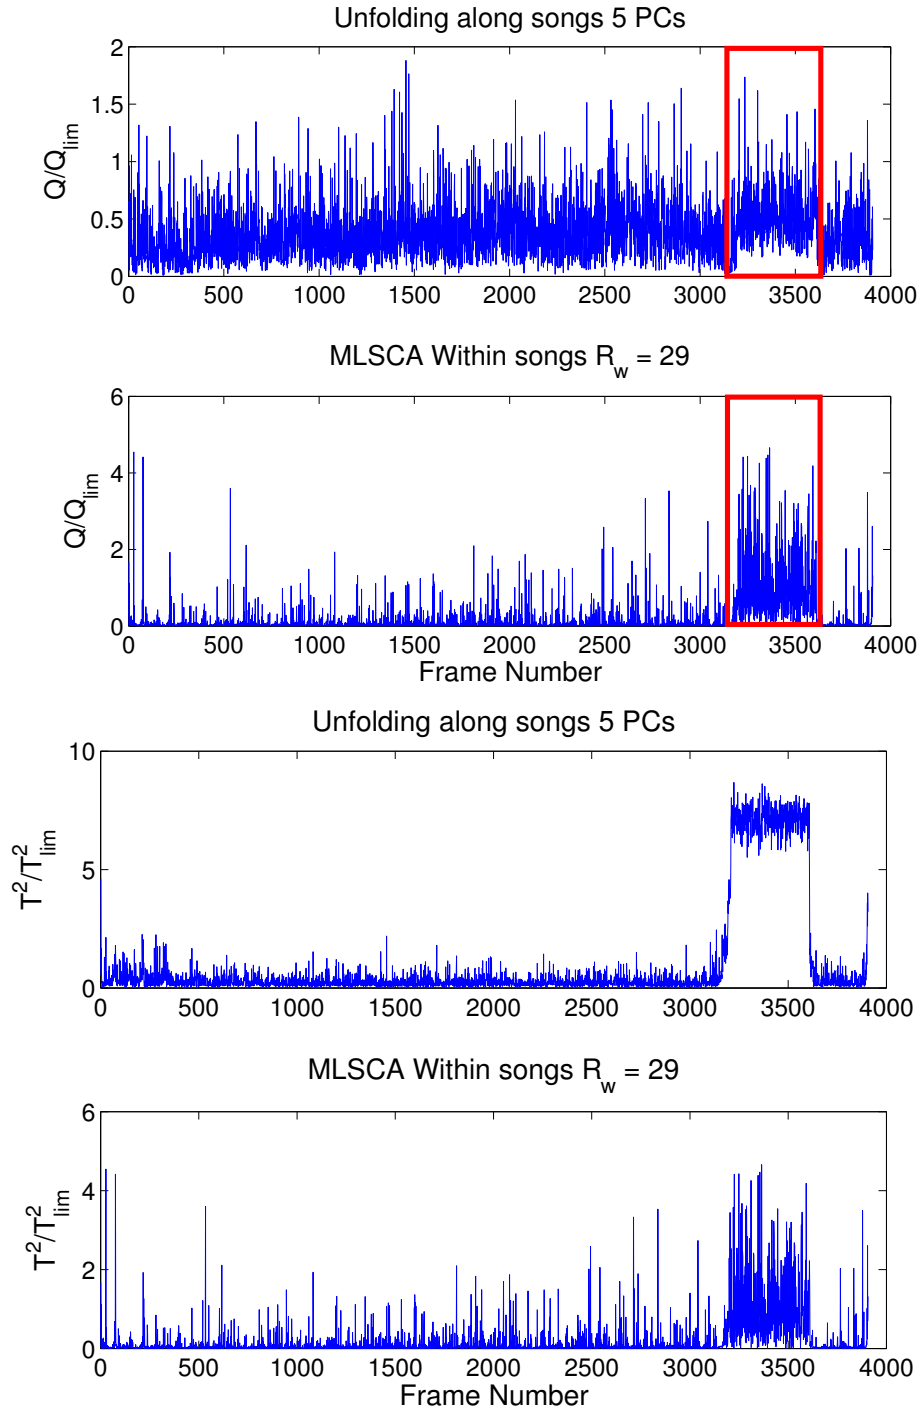 Unfolding along songs 5 PCs
2
1.5
1
0.5
0
Q/Q_lim
0 500 1000 1500 2000 2500 3000 3500 4000
MLSCA Within songs R_w = 29
6
4
2
0
Q/Q_lim
0 500 1000 1500 2000 2500 3000 3500 4000
Frame Number
Unfolding along songs 5 PCs
10
5
0
T^2/T^2_lim
0 500 1000 1500 2000 2500 3000 3500 4000
MLSCA Within songs R_w = 29
6
4
2
0
T^2/T^2_lim
0 500 1000 1500 2000 2500 3000 3500 4000
Frame Number